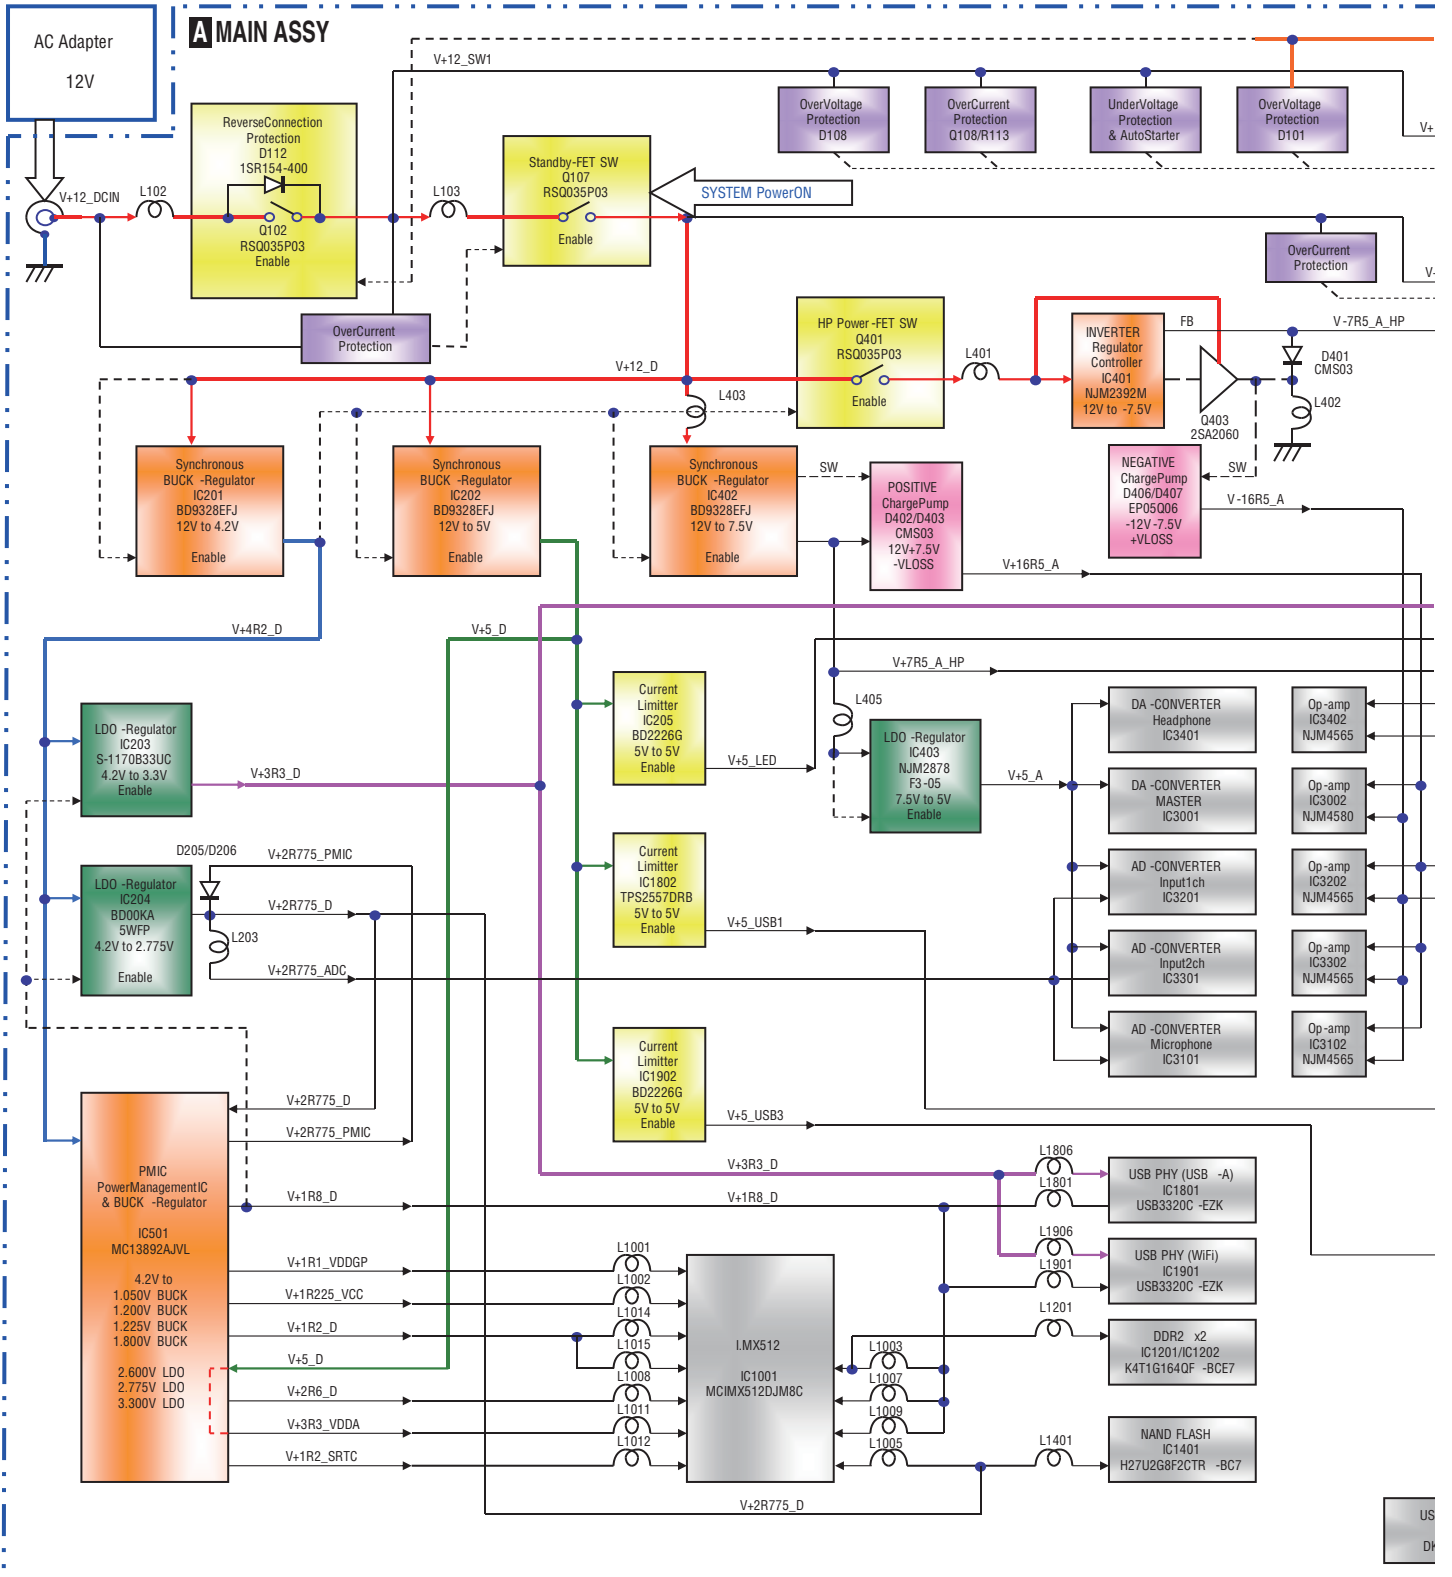 AC Adapter
12V
A MAIN ASSY
V+12_SW1
OverVoltage
Protection
D108
OverCurrent
Protection
Q108/R113
UnderVoltage
Protection
& AutoStarter
OverVoltage
Protection
D101
V+
ReverseConnection
Protection
D112
1SR154-400
Q102
RSQ035P03
Enable
V+12_DCIN
L102
L103
Standby-FET SW
Q107
RSQ035P03
Enable
SYSTEM PowerON
OverCurrent
Protection
V-
OverCurrent
Protection
V+12_D
L403
HP Power-FET SW
Q401
RSQ035P03
Enable
L401
INVERTER
Regulator
Controller
IC401
NJM2392M
12V to -7.5V
FB
V-7R5_A_HP
D401
CMS03
L402
Q403
2SA2060
Synchronous
BUCK -Regulator
IC201
BD9328EFJ
12V to 4.2V
Enable
Synchronous
BUCK -Regulator
IC202
BD9328EFJ
12V to 5V
Enable
Synchronous
BUCK -Regulator
IC402
BD9328EFJ
12V to 7.5V
Enable
SW
POSITIVE
ChargePump
D402/D403
CMS03
12V+7.5V
-VLOSS
NEGATIVE
ChargePump
D406/D407
EP05Q06
-12V -7.5V
+VLOSS
SW
V-16R5_A
V+16R5_A
V+4R2_D
V+5_D
V+7R5_A_HP
L405
LDO -Regulator
IC203
S-1170B33UC
4.2V to 3.3V
Enable
V+3R3_D
Current
Limitter
IC205
BD2226G
5V to 5V
Enable
V+5_LED
LDO -Regulator
IC403
NJM2878
F3-05
7.5V to 5V
Enable
V+5_A
DA -CONVERTER
Headphone
IC3401
Op-amp
IC3402
NJM4565
DA -CONVERTER
MASTER
IC3001
Op-amp
IC3002
NJM4580
AD -CONVERTER
Input1ch
IC3201
Op-amp
IC3202
NJM4565
AD -CONVERTER
Input2ch
IC3301
Op-amp
IC3302
NJM4565
AD -CONVERTER
Microphone
IC3101
Op-amp
IC3102
NJM4565
D205/D206
V+2R775_PMIC
LDO -Regulator
IC204
BD00KA
5WFP
4.2V to 2.775V
Enable
V+2R775_D
L203
V+2R775_ADC
Current
Limitter
IC1802
TPS2557DRB
5V to 5V
Enable
V+5_USB1
Current
Limitter
IC1902
BD2226G
5V to 5V
Enable
V+5_USB3
PMIC
PowerManagementIC
& BUCK -Regulator
IC501
MC13892AJVL
4.2V to
1.050V BUCK
1.200V BUCK
1.225V BUCK
1.800V BUCK
2.600V LDO
2.775V LDO
3.300V LDO
V+2R775_D
V+2R775_PMIC
V+1R8_D
V+1R1_VDDGP
V+1R225_VCC
V+1R2_D
V+5_D
V+2R6_D
V+3R3_VDDA
V+1R2_SRTC
V+3R3_D
V+1R8_D
L1001
L1002
L1014
L1015
L1008
L1011
L1012
I.MX512
IC1001
MCIMX512DJM8C
L1003
L1007
L1009
L1005
L1806
L1801
USB PHY (USB -A)
IC1801
USB3320C -EZK
L1906
L1901
USB PHY (WiFi)
IC1901
USB3320C -EZK
L1201
DDR2 x2
IC1201/IC1202
K4T1G164QF -BCE7
L1401
NAND FLASH
IC1401
H27U2G8F2CTR -BC7
V+2R775_D
US
DK